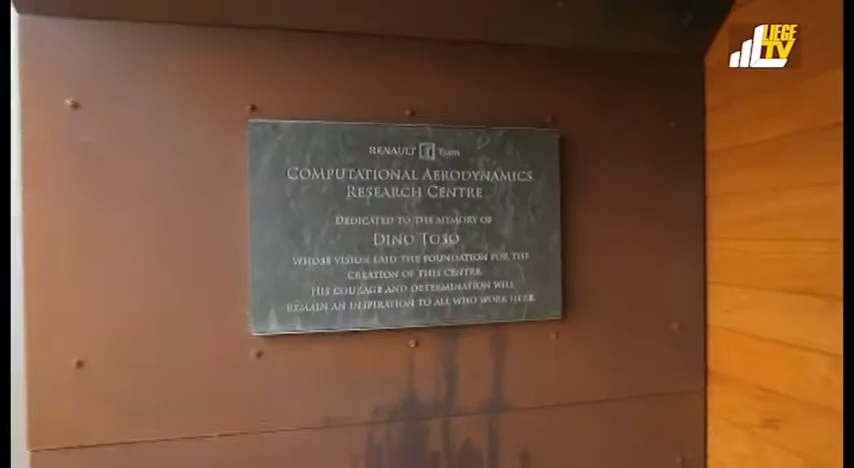 LIEGE
TV
RENAULT F1 Team
COMPUTATIONAL AERODYNAMICS
RESEARCH CENTRE
DEDICATED TO THE MEMORY OF
DINO TOSO
WHOSE VISION LAID THE FOUNDATION FOR THE
CREATION OF THIS CENTRE.
HIS COURAGE AND DETERMINATION WILL
REMAIN AN INSPIRATION TO ALL WHO WORK HERE.